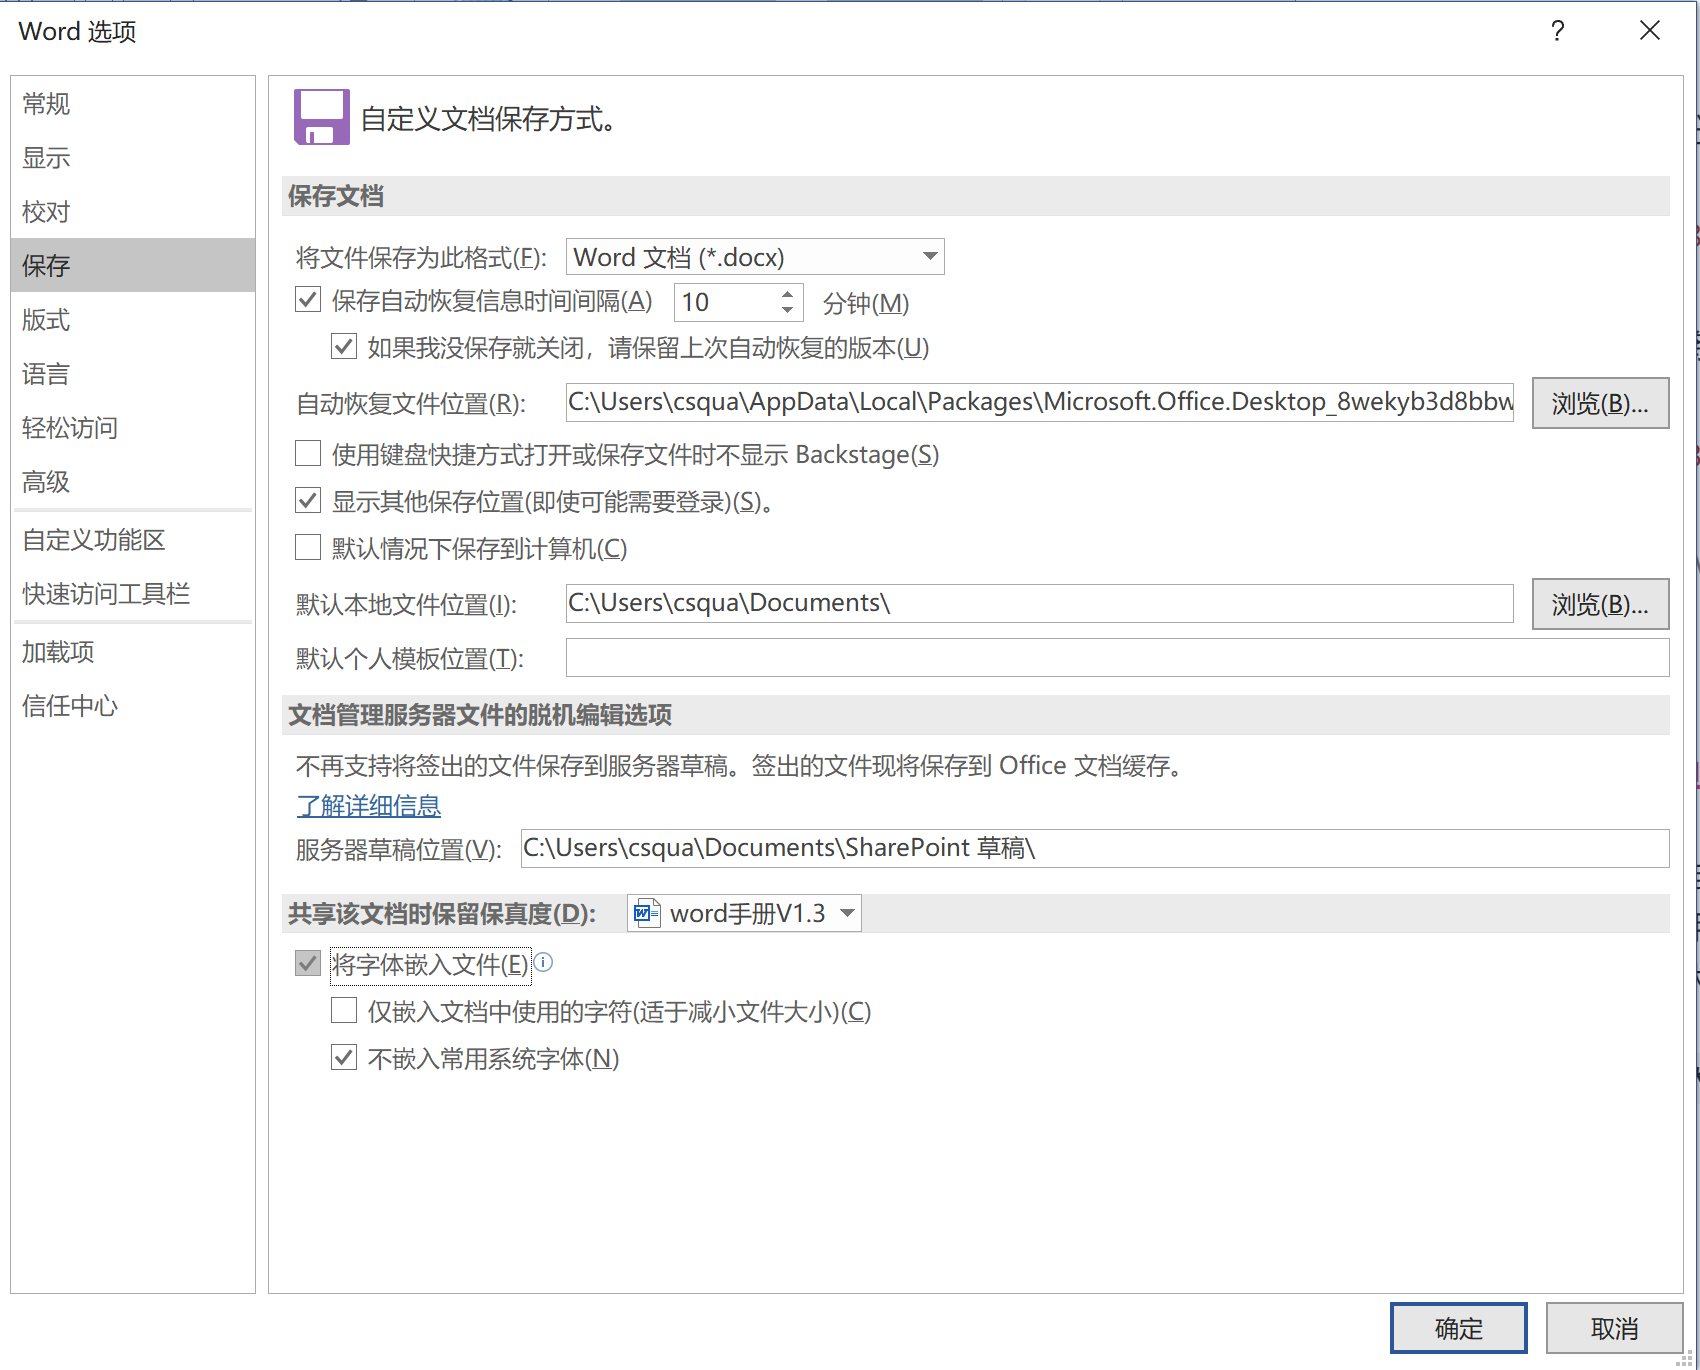 Word 选项
?
常规
显示
校对
保存
版式
语言
轻松访问
高级
自定义功能区
快速访问工具栏
加载项
信任中心
自定义文档保存方式。
保存文档
将文件保存为此格式(F): Word 文档 (*.docx)
保存自动恢复信息时间间隔(A) 10 分钟(M)
如果我没保存就关闭，请保留上次自动恢复的版本(U)
自动恢复文件位置(R): C:\Users\csqua\AppData\Local\Packages\Microsoft.Office.Desktop_8wekyb3d8bbw 浏览(B)...
使用键盘快捷方式打开或保存文件时不显示 Backstage(S)
显示其他保存位置(即使可能需要登录)(S)。
默认情况下保存到计算机(C)
默认本地文件位置(I): C:\Users\csqua\Documents\ 浏览(B)...
默认个人模板位置(T):
文档管理服务器文件的脱机编辑选项
不再支持将签出的文件保存到服务器草稿。签出的文件现将保存到 Office 文档缓存。
了解详细信息
服务器草稿位置(V): C:\Users\csqua\Documents\SharePoint 草稿\
共享该文档时保留保真度(D): word手册V1.3
将字体嵌入文件(E)
仅嵌入文档中使用的字符(适于减小文件大小)(C)
不嵌入常用系统字体(N)
确定 取消